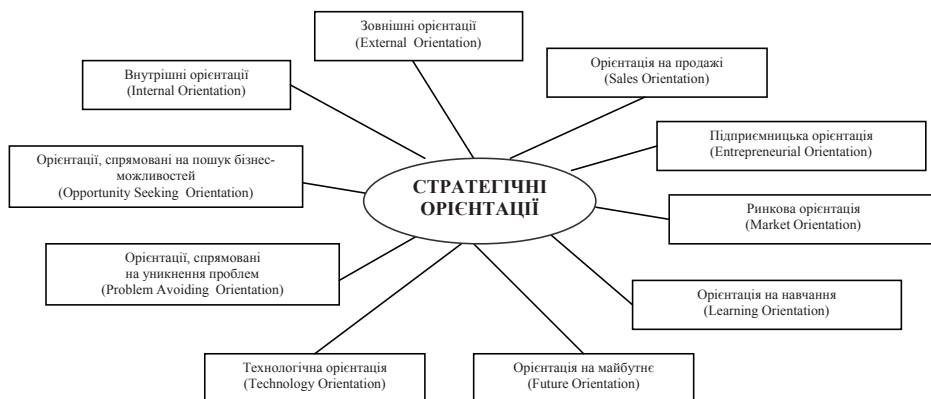 Зовнішні орієнтації
(External Orientation)
Орієнтація на продажі
(Sales Orientation)
Внутрішні орієнтації
(Internal Orientation)
Підприємницька орієнтація
(Entrepreneurial Orientation)
Орієнтації, спрямовані на пошук бізнес-
можливостей
(Opportunity Seeking Orientation)
СТРАТЕГІЧНІ
ОРІЄНТАЦІЇ
Ринкова орієнтація
(Market Orientation)
Орієнтації, спрямовані
на уникнення проблем
(Problem Avoiding Orientation)
Орієнтація на навчання
(Learning Orientation)
Технологічна орієнтація
(Technology Orientation)
Орієнтація на майбутнє
(Future Orientation)